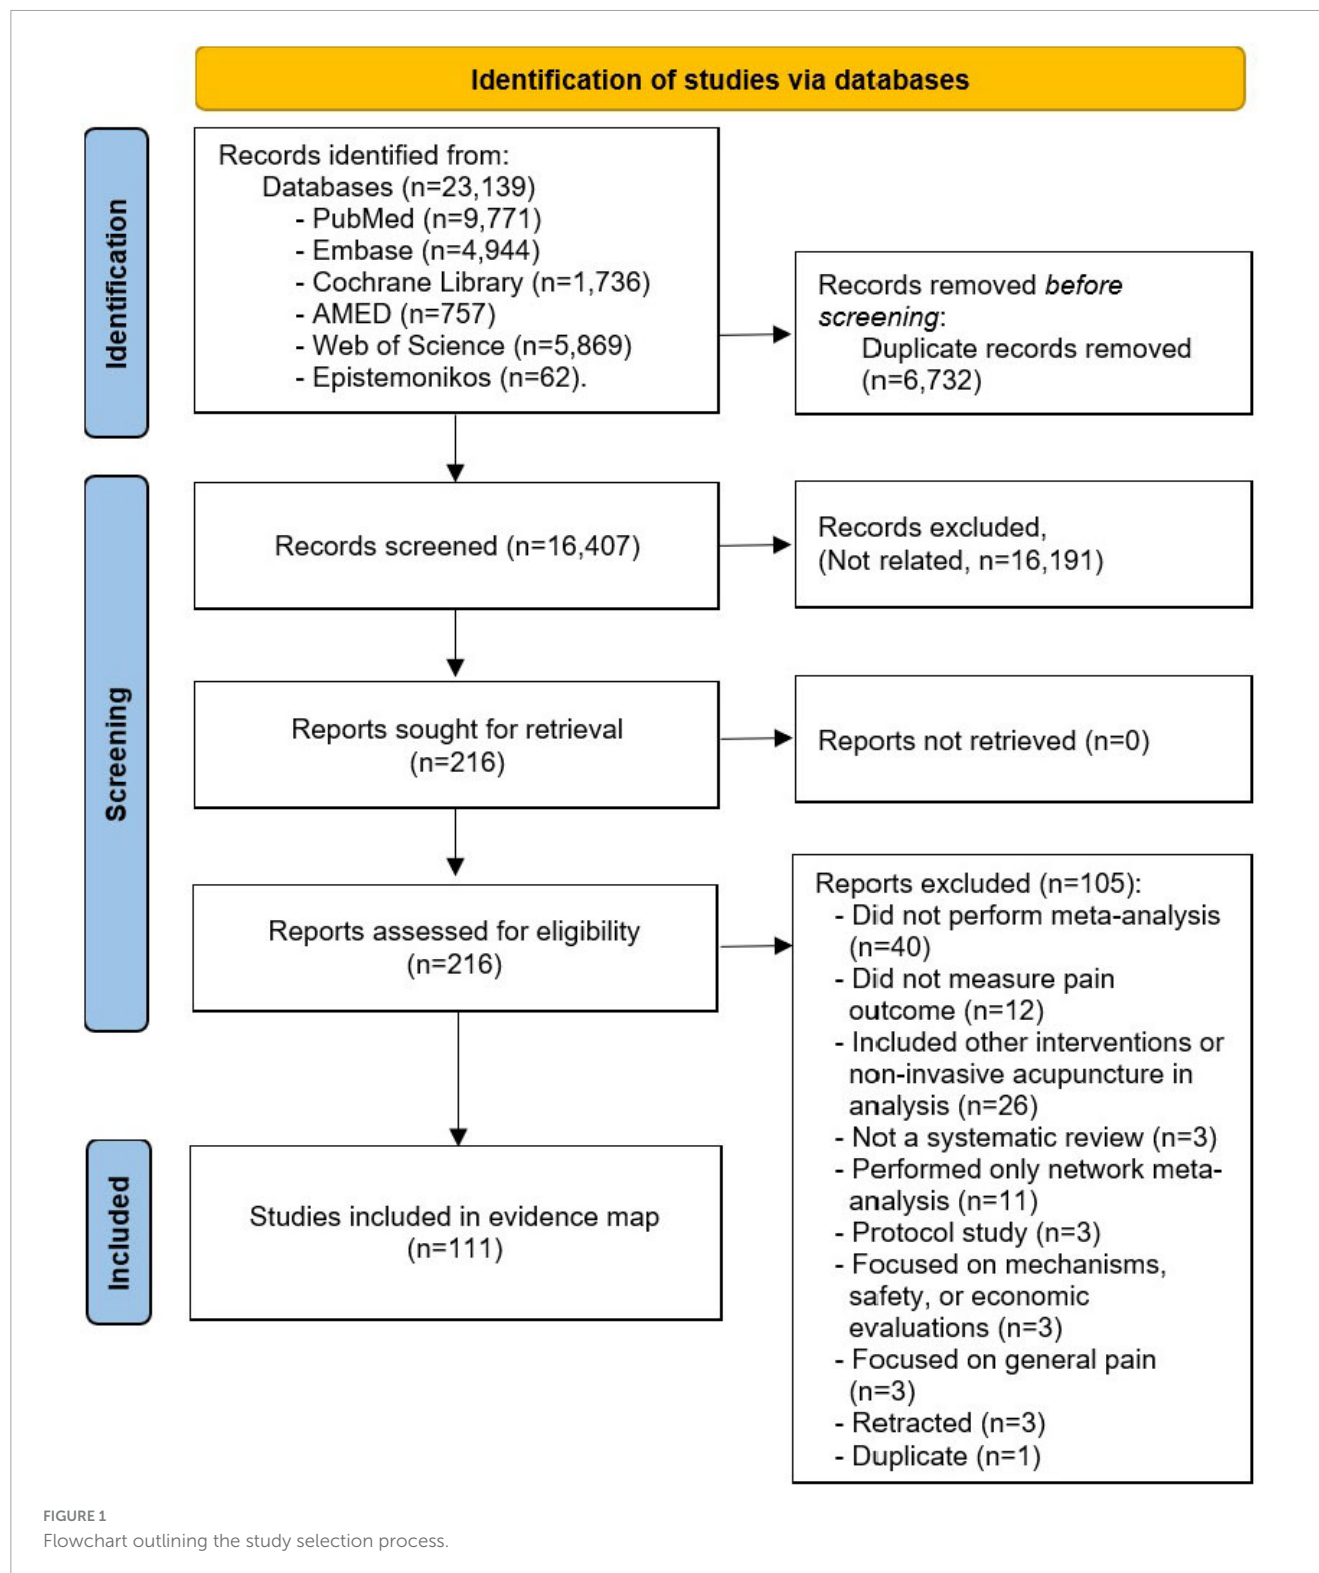 Identification of studies via databases
Identification
Records identified from:
Databases (n=23,139)
- PubMed (n=9,771)
- Embase (n=4,944)
- Cochrane Library (n=1,736)
- AMED (n=757)
- Web of Science (n=5,869)
- Epistemonikos (n=62).
Records removed before
screening:
Duplicate records removed
(n=6,732)
Screening
Records screened (n=16,407)
Records excluded,
(Not related, n=16,191)
Reports sought for retrieval
(n=216)
Reports not retrieved (n=0)
Reports assessed for eligibility
(n=216)
Reports excluded (n=105):
- Did not perform meta-analysis
(n=40)
- Did not measure pain
outcome (n=12)
- Included other interventions or
non-invasive acupuncture in
analysis (n=26)
- Not a systematic review (n=3)
- Performed only network meta-
analysis (n=11)
- Protocol study (n=3)
- Focused on mechanisms,
safety, or economic
evaluations (n=3)
- Focused on general pain
(n=3)
- Retracted (n=3)
- Duplicate (n=1)
Included
Studies included in evidence map
(n=111)
FIGURE 1
Flowchart outlining the study selection process.